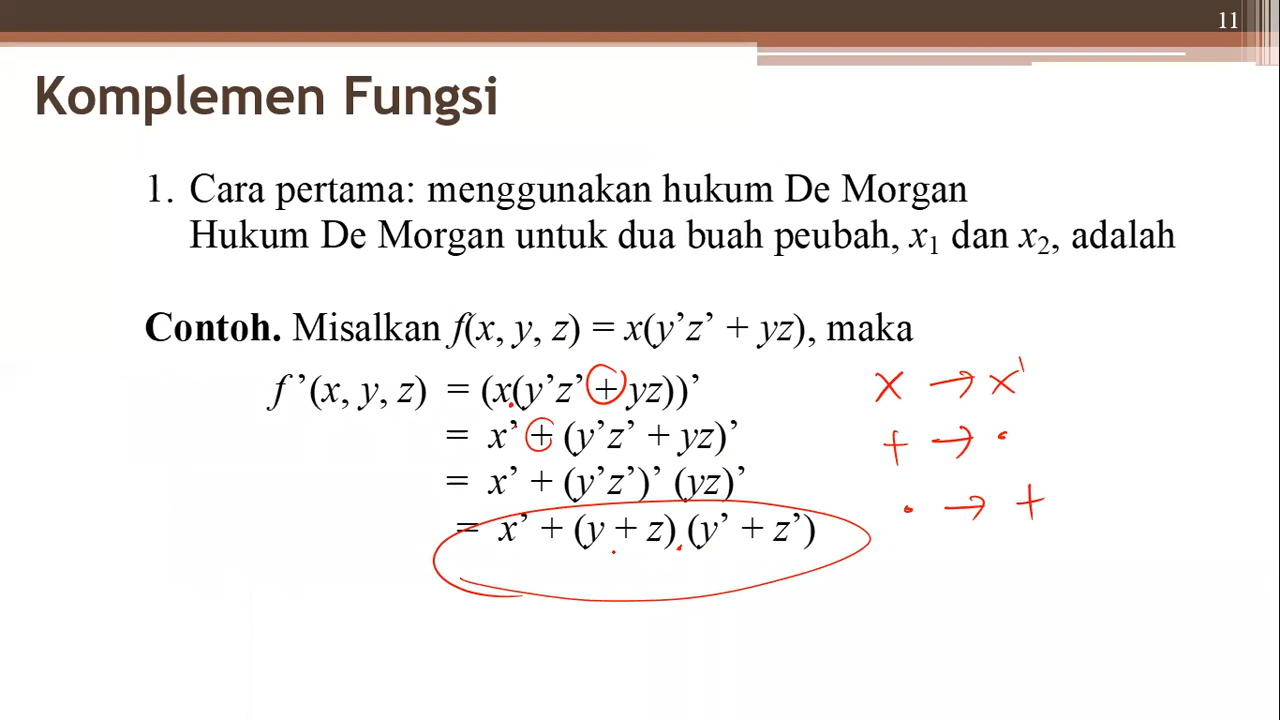 11
Komplemen Fungsi
1. Cara pertama: menggunakan hukum De Morgan
Hukum De Morgan untuk dua buah peubah, x₁ dan x₂, adalah
Contoh. Misalkan f(x, y, z) = x(y’z’ + yz), maka
f ’(x, y, z) = (x(y’z’ + yz))’
= x’ + (y’z’ + yz)’
= x’ + (y’z’)’ (yz)’
= x’ + (y + z) (y’ + z’)
x → x'
+ → ·
· → +